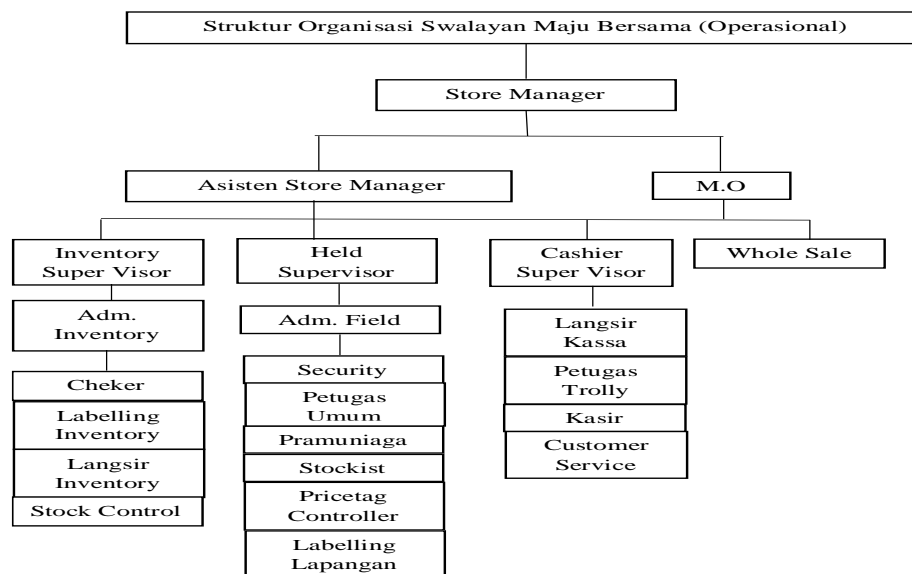 Struktur Organisasi Swalayan Maju Bersama (Operasional)
Store Manager
Asisten Store Manager
M.O
Inventory
Super Visor
Held
Supervisor
Cashier
Super Visor
Whole Sale
Adm.
Inventory
Adm. Field
Langsir
Kassa
Petugas
Trolly
Kasir
Customer
Service
Cheker
Labelling
Inventory
Langsir
Inventory
Stock Control
Security
Petugas
Umum
Pramuniaga
Stockist
Pricetag
Controller
Labelling
Lapangan